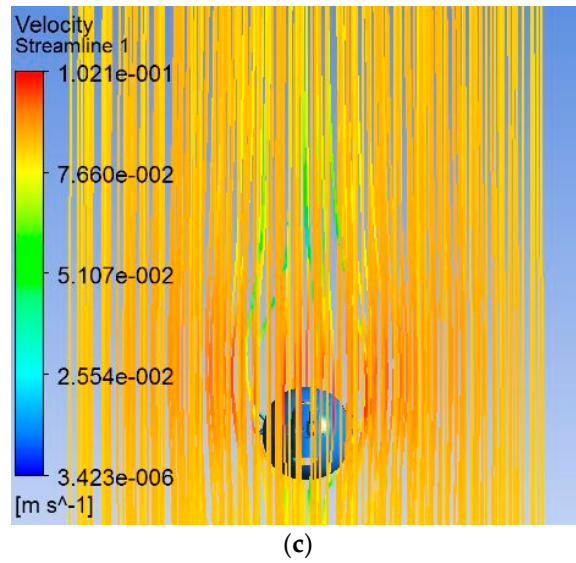 Velocity
Streamline 1
1.021e-001
7.660e-002
5.107e-002
2.554e-002
3.423e-006
[m s^-1]
(c)